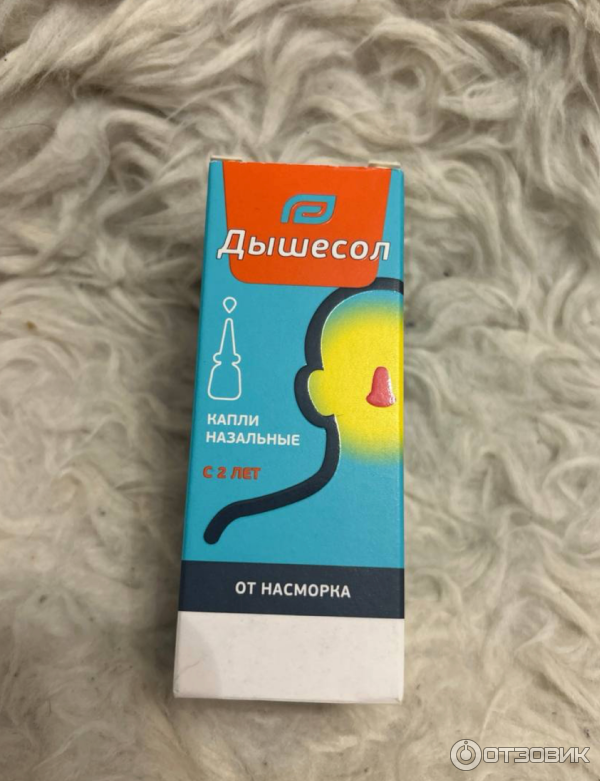 Дышесол
КАПЛИ
НАЗАЛЬНЫЕ
С 2 ЛЕТ
ОТ НАСМОРКА
ОТЗОВИК